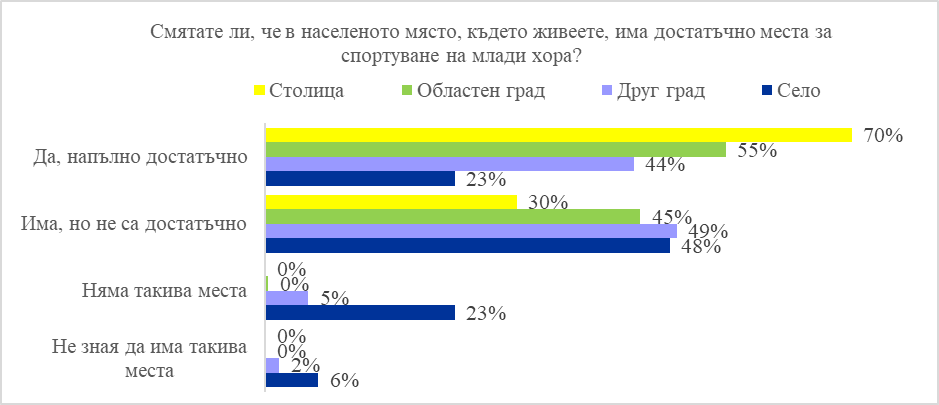 Смятате ли, че в населеното място, където живеете, има достатъчно места за
спортуване на млади хора?
Столица Областен град Друг град Село
Да, напълно достатъчно
70%
55%
44%
23%
Има, но не са достатъчно
30%
45%
49%
48%
Няма такива места
0%
0%
5%
23%
Не зная да има такива
места
0%
0%
2%
6%